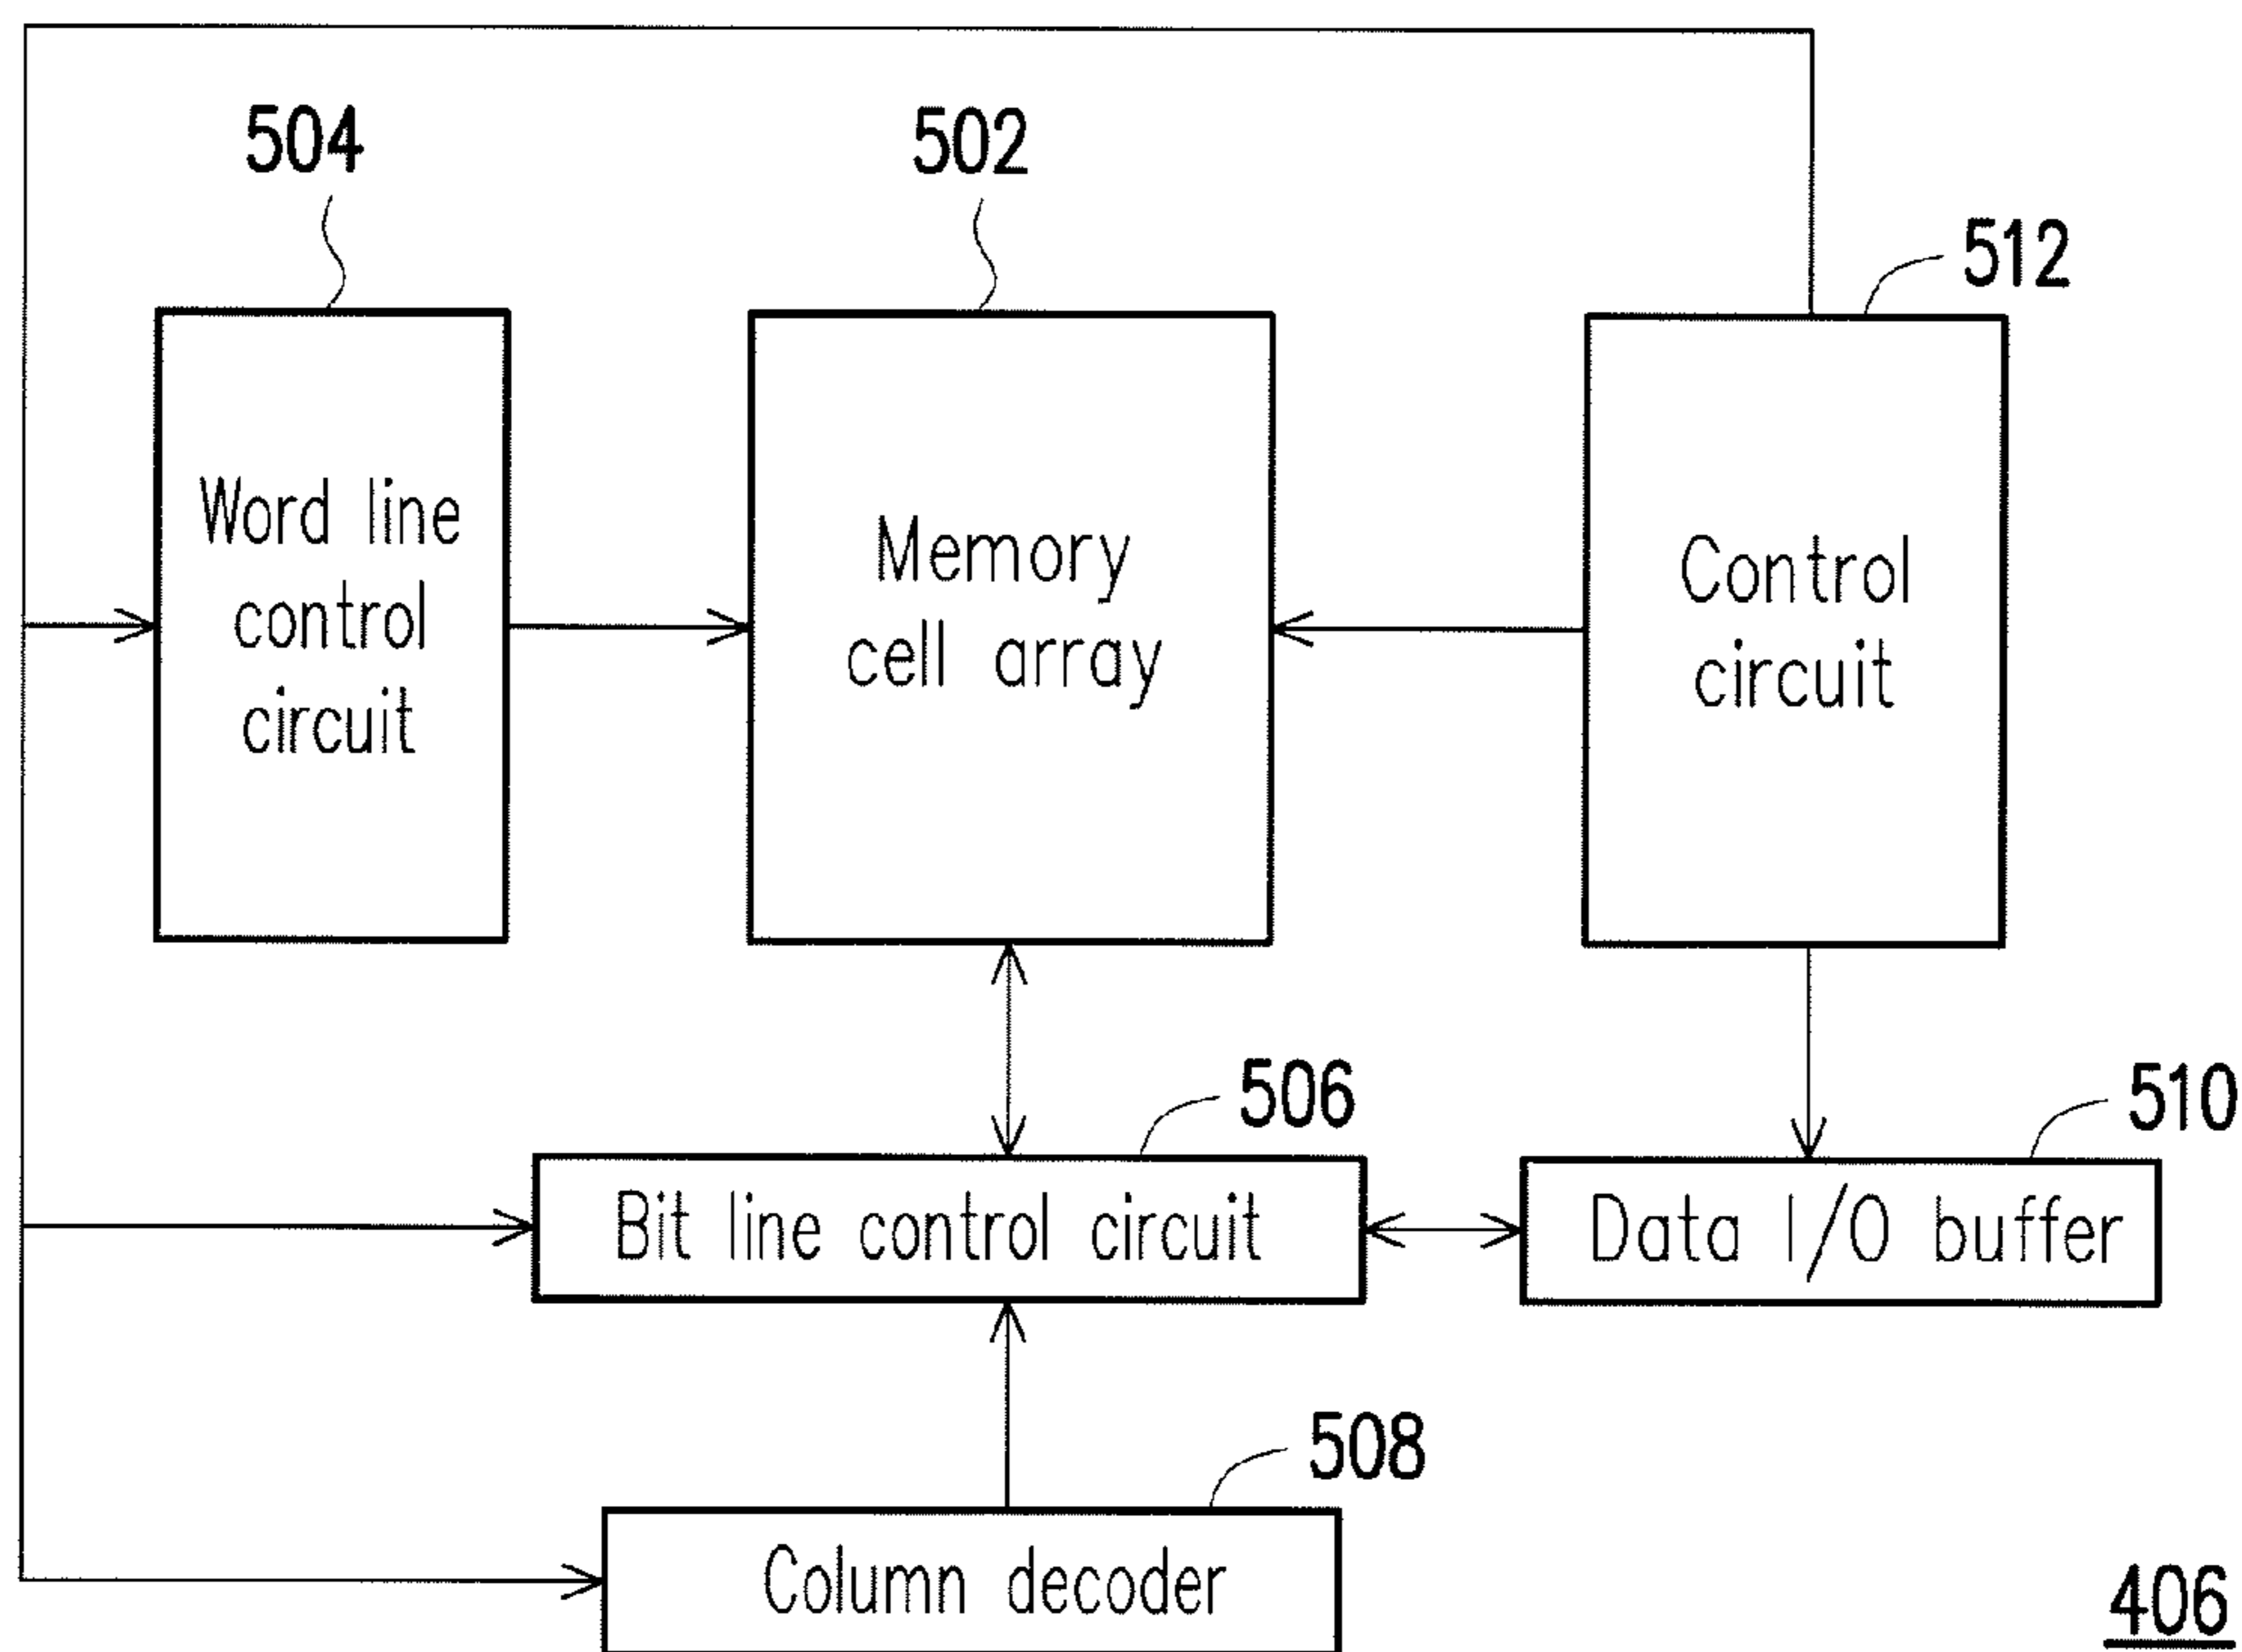 504
502
512
Word line
control
circuit
Memory
cell array
Control
circuit
506
510
Bit line control circuit
Data I/O buffer
508
Column decoder
406